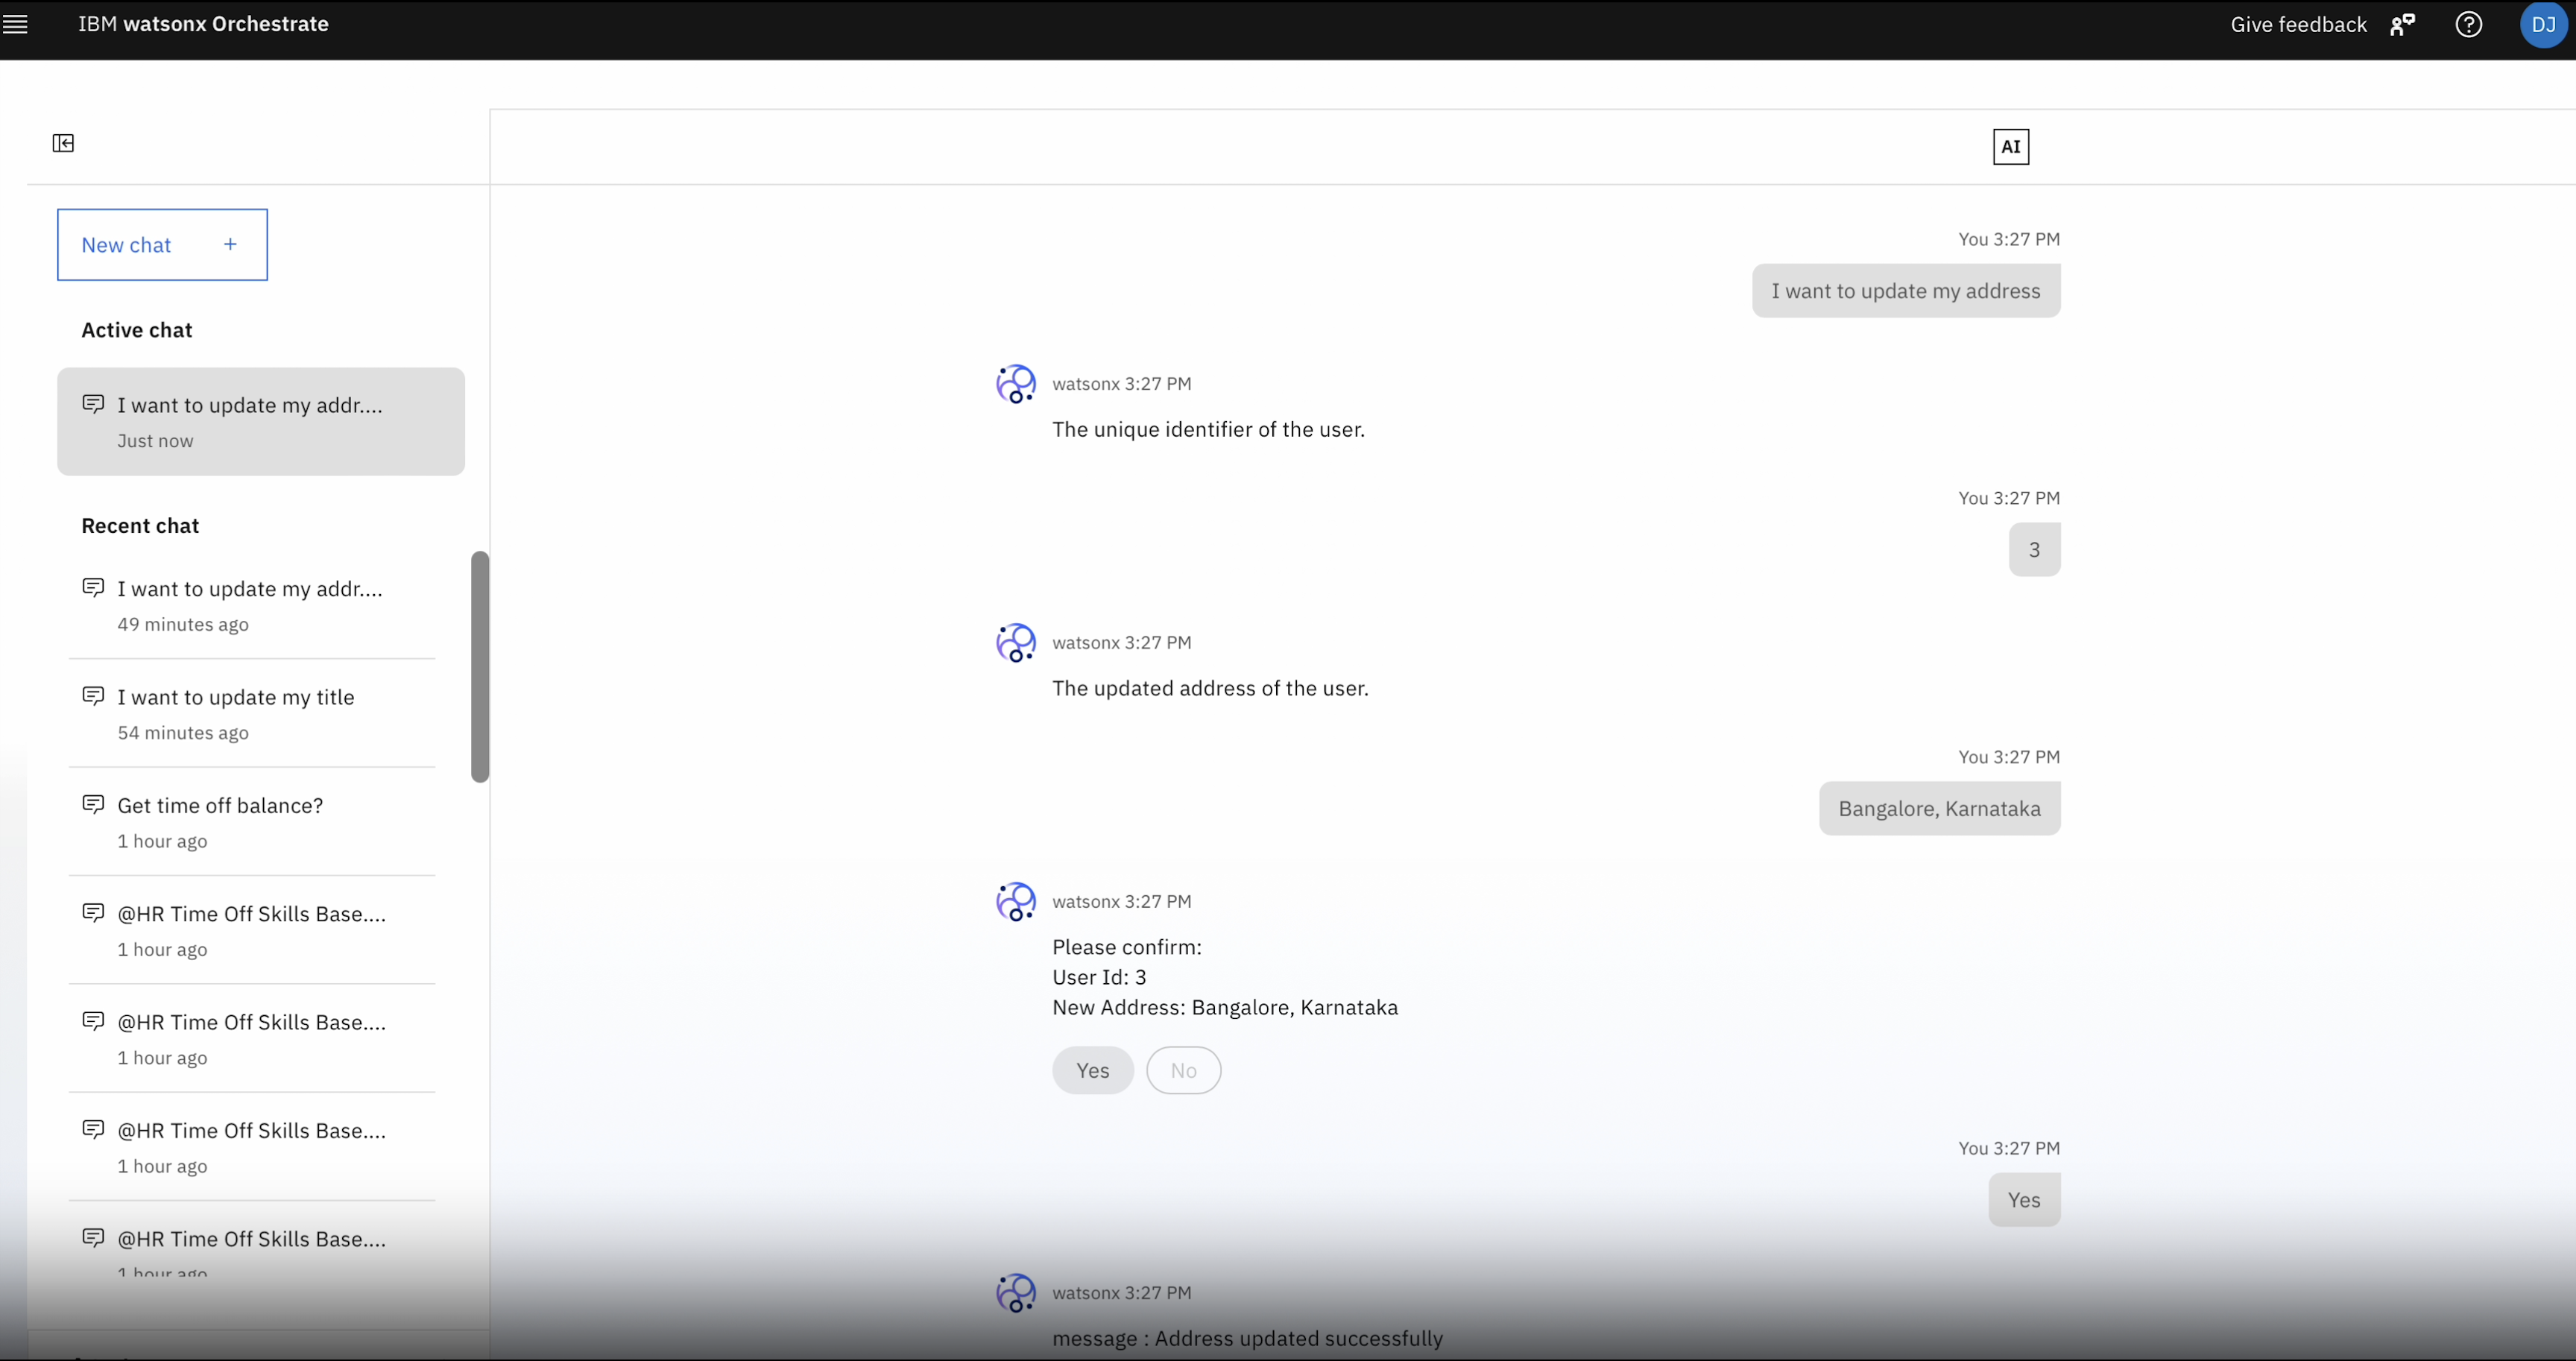 IBM watsonx Orchestrate
Give feedback
DJ
AI
New chat +
Active chat
I want to update my addr....
Just now
Recent chat
I want to update my addr....
49 minutes ago
I want to update my title
54 minutes ago
Get time off balance?
1 hour ago
@HR Time Off Skills Base....
1 hour ago
@HR Time Off Skills Base....
1 hour ago
@HR Time Off Skills Base....
1 hour ago
@HR Time Off Skills Base....
1 hour ago
You 3:27 PM
I want to update my address
watsonx 3:27 PM
The unique identifier of the user.
You 3:27 PM
3
watsonx 3:27 PM
The updated address of the user.
You 3:27 PM
Bangalore, Karnataka
watsonx 3:27 PM
Please confirm:
User Id: 3
New Address: Bangalore, Karnataka
Yes
No
You 3:27 PM
Yes
watsonx 3:27 PM
message : Address updated successfully